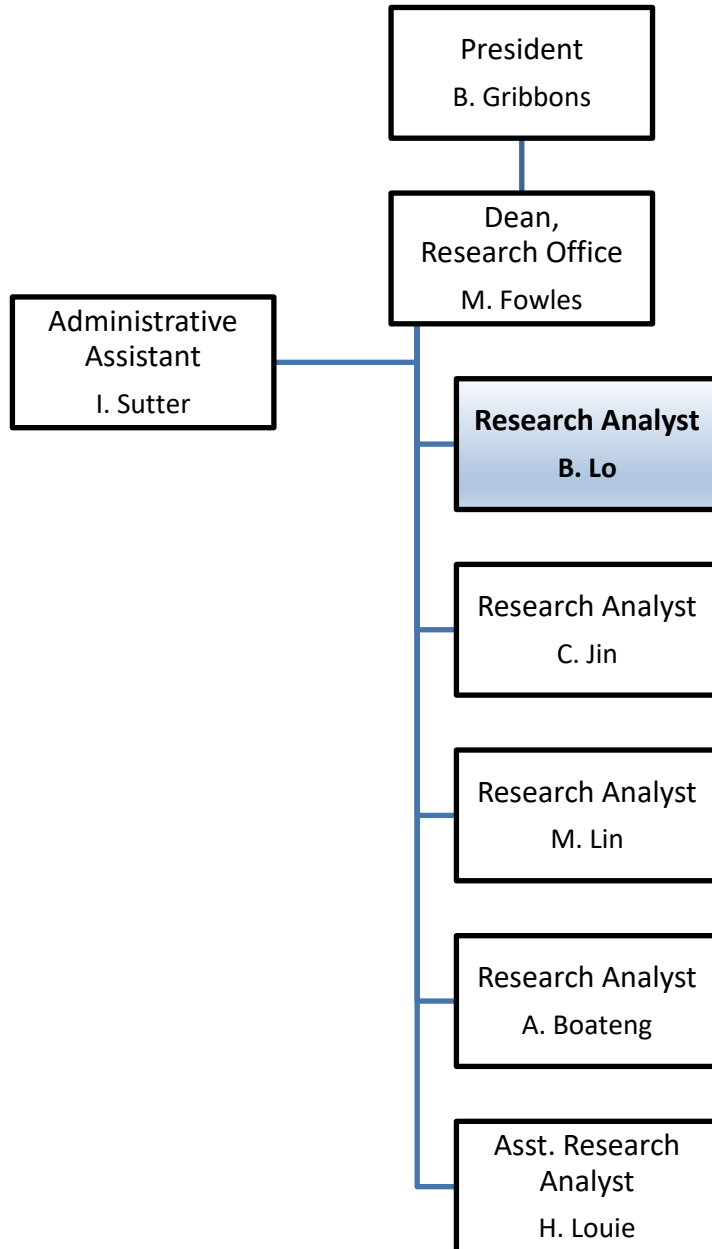 President
B. Gribbons
Dean,
Research Office
M. Fowles
Administrative
Assistant
I. Sutter
Research Analyst
B. Lo
Research Analyst
C. Jin
Research Analyst
M. Lin
Research Analyst
A. Boateng
Asst. Research
Analyst
H. Louie